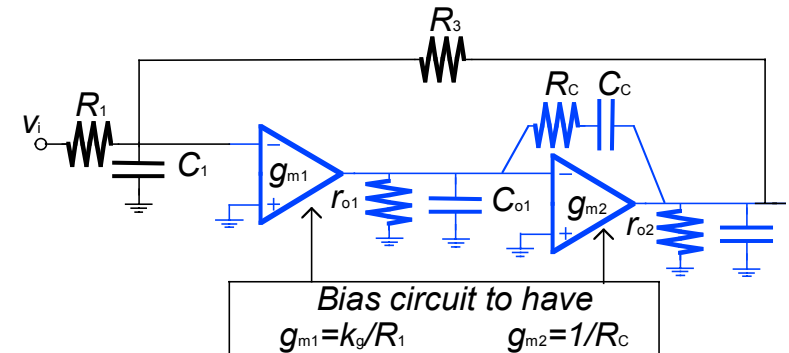 R3
RC CC
vi R1
C1
−
gm1
+
ro1
Co1
−
gm2
+
ro2
Bias circuit to have
gm1=kg/R1 gm2=1/RC